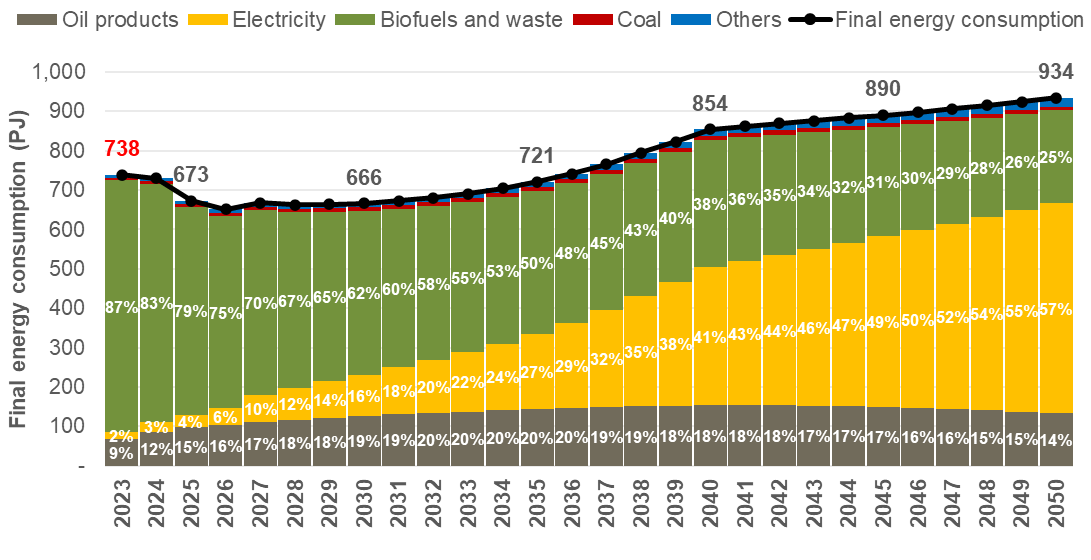 Oil products Electricity Biofuels and waste Coal Others Final energy consumption
Final energy consumption (PJ)
1,000
900
800
700
600
500
400
300
200
100
-
738 673 666 721 854 890 934
87% 83% 79% 75% 70% 67% 65% 62% 60% 58% 55% 53% 50% 48% 45% 43% 40% 38% 36% 35% 34% 32% 31% 30% 29% 28% 26% 25%
2% 3% 4% 6% 10% 12% 14% 16% 18% 20% 22% 24% 27% 29% 32% 35% 38% 41% 43% 44% 46% 47% 49% 50% 52% 54% 55% 57%
9% 12% 15% 16% 17% 18% 18% 19% 19% 20% 20% 20% 20% 20% 19% 19% 18% 18% 18% 18% 17% 17% 17% 16% 16% 15% 15% 14%
2023 2024 2025 2026 2027 2028 2029 2030 2031 2032 2033 2034 2035 2036 2037 2038 2039 2040 2041 2042 2043 2044 2045 2046 2047 2048 2049 2050